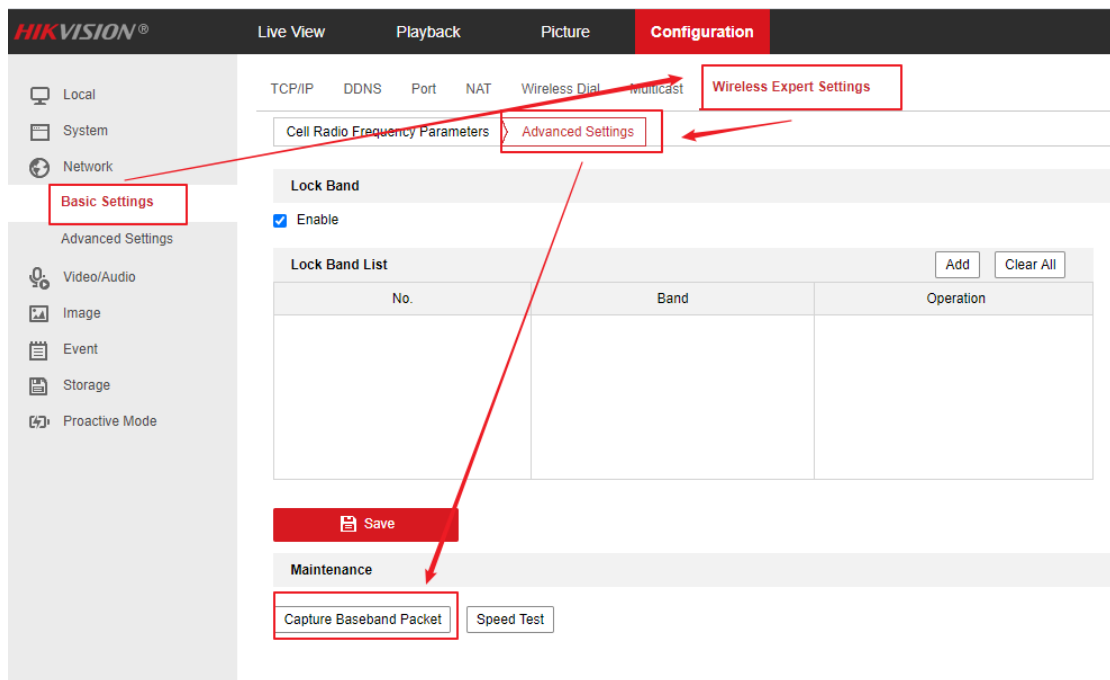 HIKVISION® Live View Playback Picture Configuration
Local
System
Network
Basic Settings
Advanced Settings
Video/Audio
Image
Event
Storage
Proactive Mode
TCP/IP DDNS Port NAT Wireless Dial Multicast Wireless Expert Settings
Cell Radio Frequency Parameters Advanced Settings
Lock Band
Enable
Lock Band List Add Clear All
No. Band Operation
Save
Maintenance
Capture Baseband Packet Speed Test